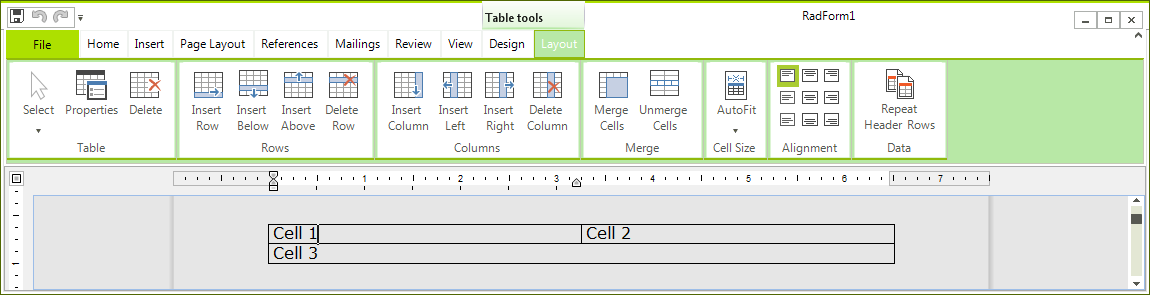 Table tools
RadForm1
File Home Insert Page Layout References Mailings Review View Design Layout
Select Properties Delete
Table
Insert Row Insert Below Insert Above Delete Row
Rows
Insert Column Insert Left Insert Right Delete Column
Columns
Merge Cells Unmerge Cells
Merge
AutoFit
Cell Size
Alignment
Repeat Header Rows
Data
1 2 3 4 5 6 7
Cell 1 Cell 2
Cell 3